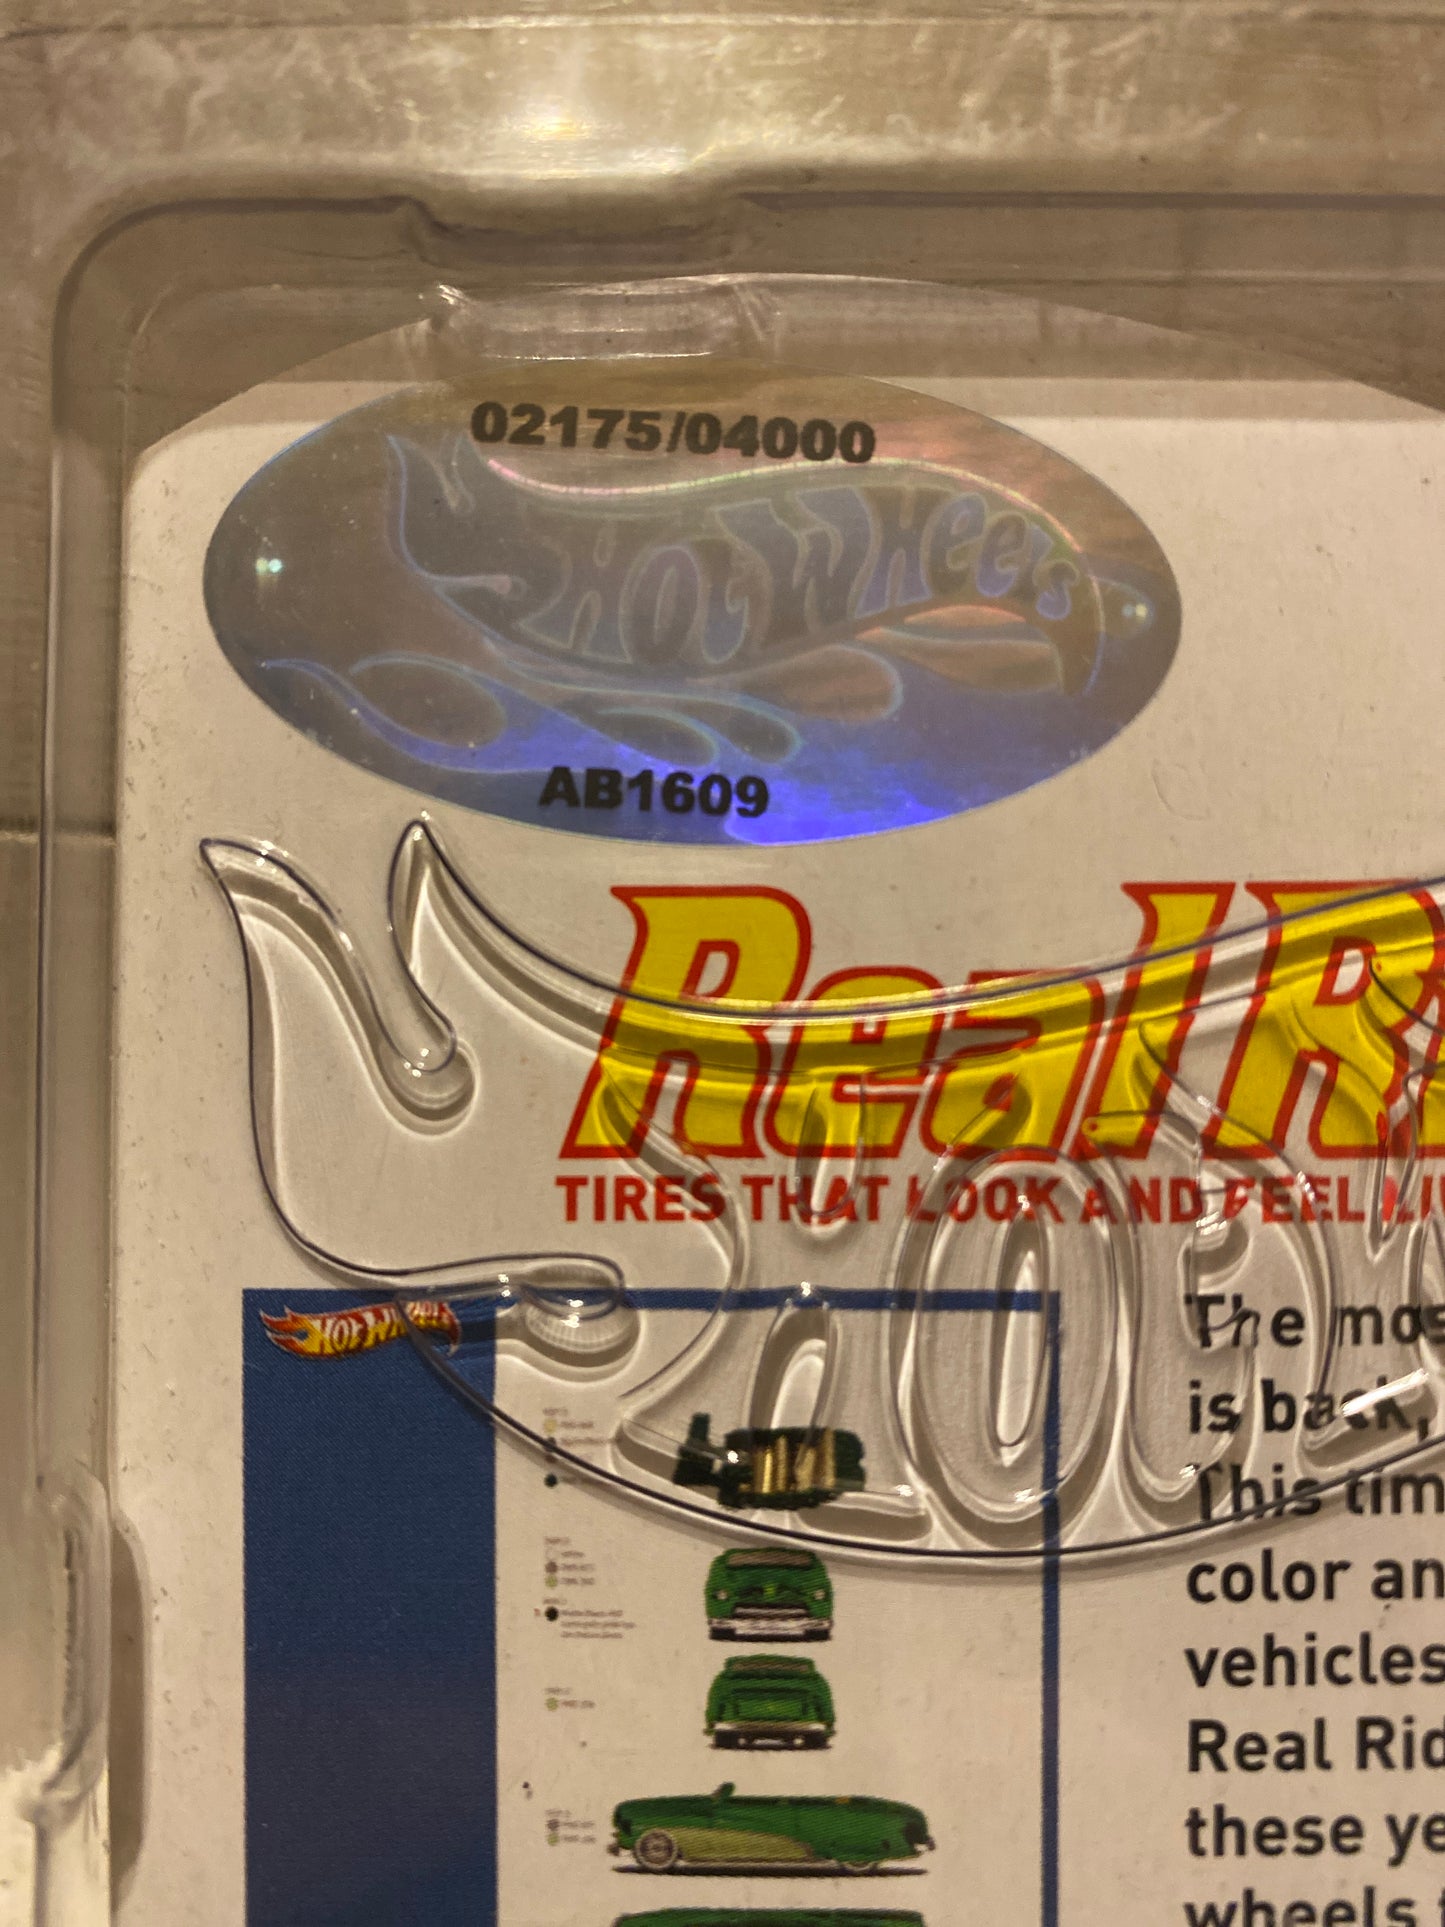 02175/04000
Hot Wheels
AB1609
Real R
TIRES THAT LOOK AND FEEL LI
HOT WHEELS
The mos
is back,
This tim
color an
vehicles
Real Rid
these ye
wheels f